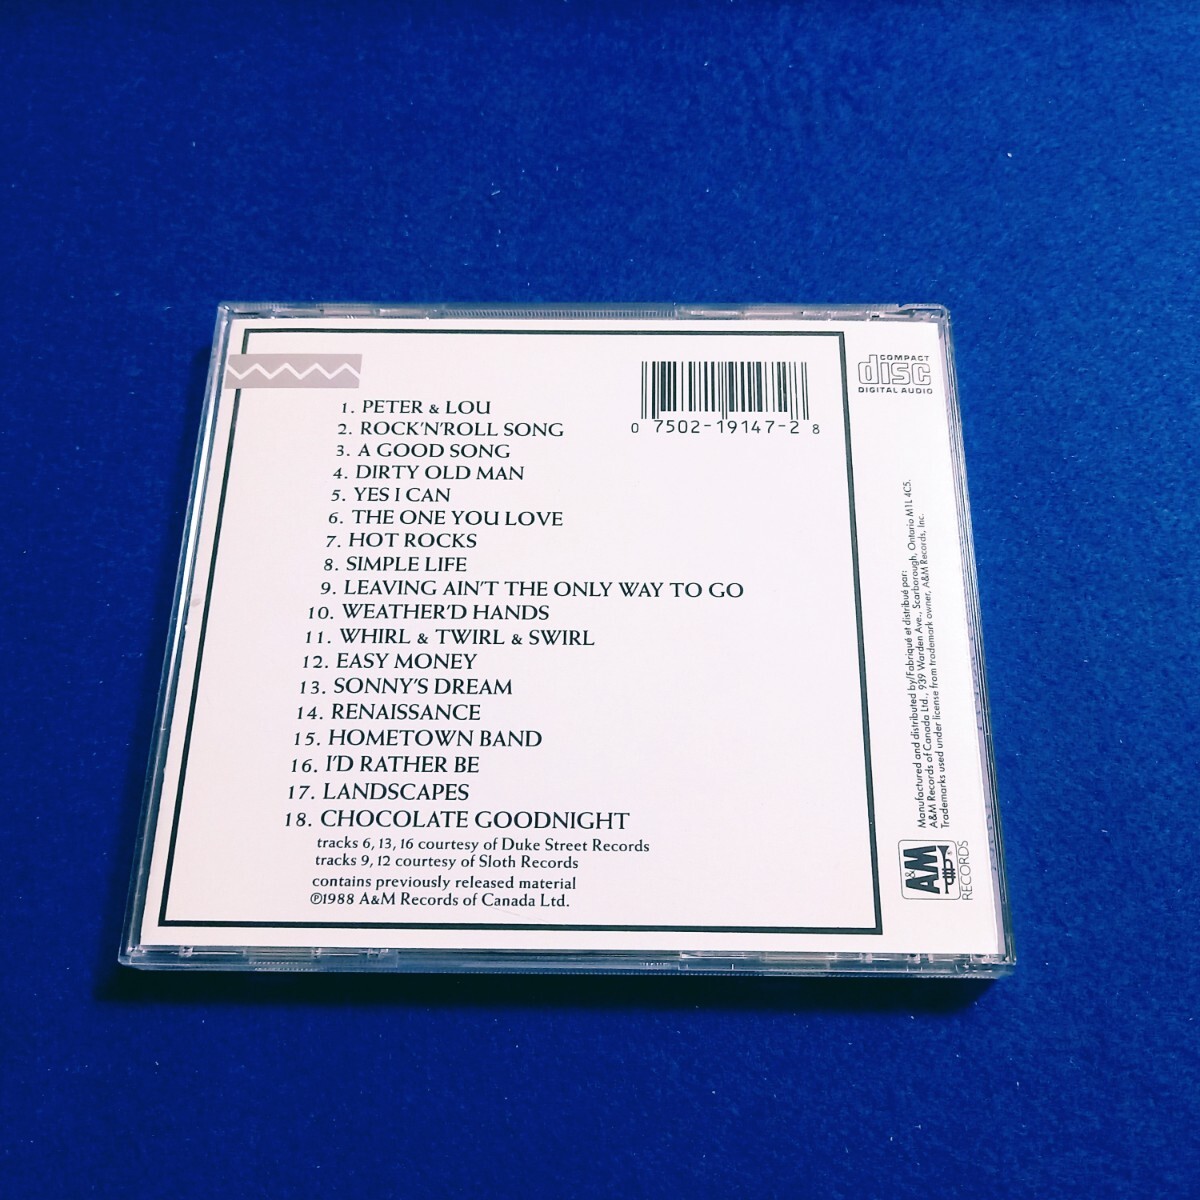 1. PETER & LOU
2. ROCK'N'ROLL SONG
3. A GOOD SONG
4. DIRTY OLD MAN
5. YES I CAN
6. THE ONE YOU LOVE
7. HOT ROCKS
8. SIMPLE LIFE
9. LEAVING AIN'T THE ONLY WAY TO GO
10. WEATHER'D HANDS
11. WHIRL & TWIRL & SWIRL
12. EASY MONEY
13. SONNY'S DREAM
14. RENAISSANCE
15. HOMETOWN BAND
16. I'D RATHER BE
17. LANDSCAPES
18. CHOCOLATE GOODNIGHT
tracks 6, 13, 16 courtesy of Duke Street Records
tracks 9, 12 courtesy of Sloth Records
contains previously released material
℗1988 A&M Records of Canada Ltd.
0 7502-19147-2 8
COMPACT
disc
DIGITAL AUDIO
Manufactured and distributed by/Fabriqué et distribué par:
A&M Records of Canada Ltd., 939 Warden Ave., Scarborough, Ontario M1L 4C5.
Trademarks used under license from trademark owner, A&M Records, Inc.
A&M
RECORDS